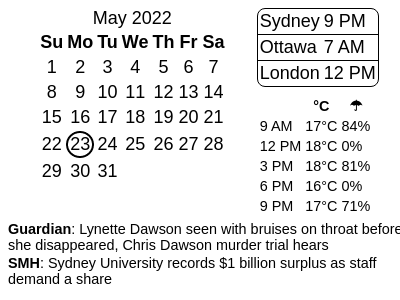 May 2022
Su Mo Tu We Th Fr Sa
1 2 3 4 5 6 7
8 9 10 11 12 13 14
15 16 17 18 19 20 21
22 23 24 25 26 27 28
29 30 31
Sydney 9 PM
Ottawa 7 AM
London 12 PM
°C ☂
9 AM 17°C 84%
12 PM 18°C 0%
3 PM 18°C 81%
6 PM 16°C 0%
9 PM 17°C 71%
Guardian: Lynette Dawson seen with bruises on throat before
she disappeared, Chris Dawson murder trial hears
SMH: Sydney University records $1 billion surplus as staff
demand a share